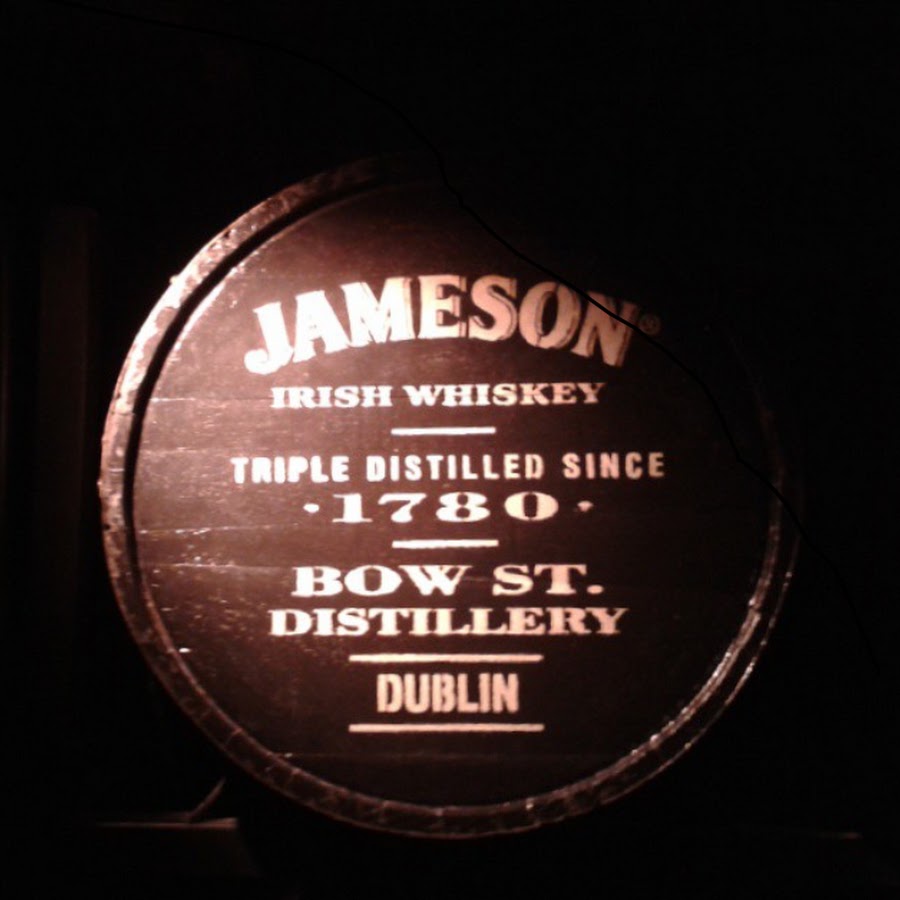 JAMESON®
IRISH WHISKEY
TRIPLE DISTILLED SINCE
·1780·
BOW ST.
DISTILLERY
DUBLIN